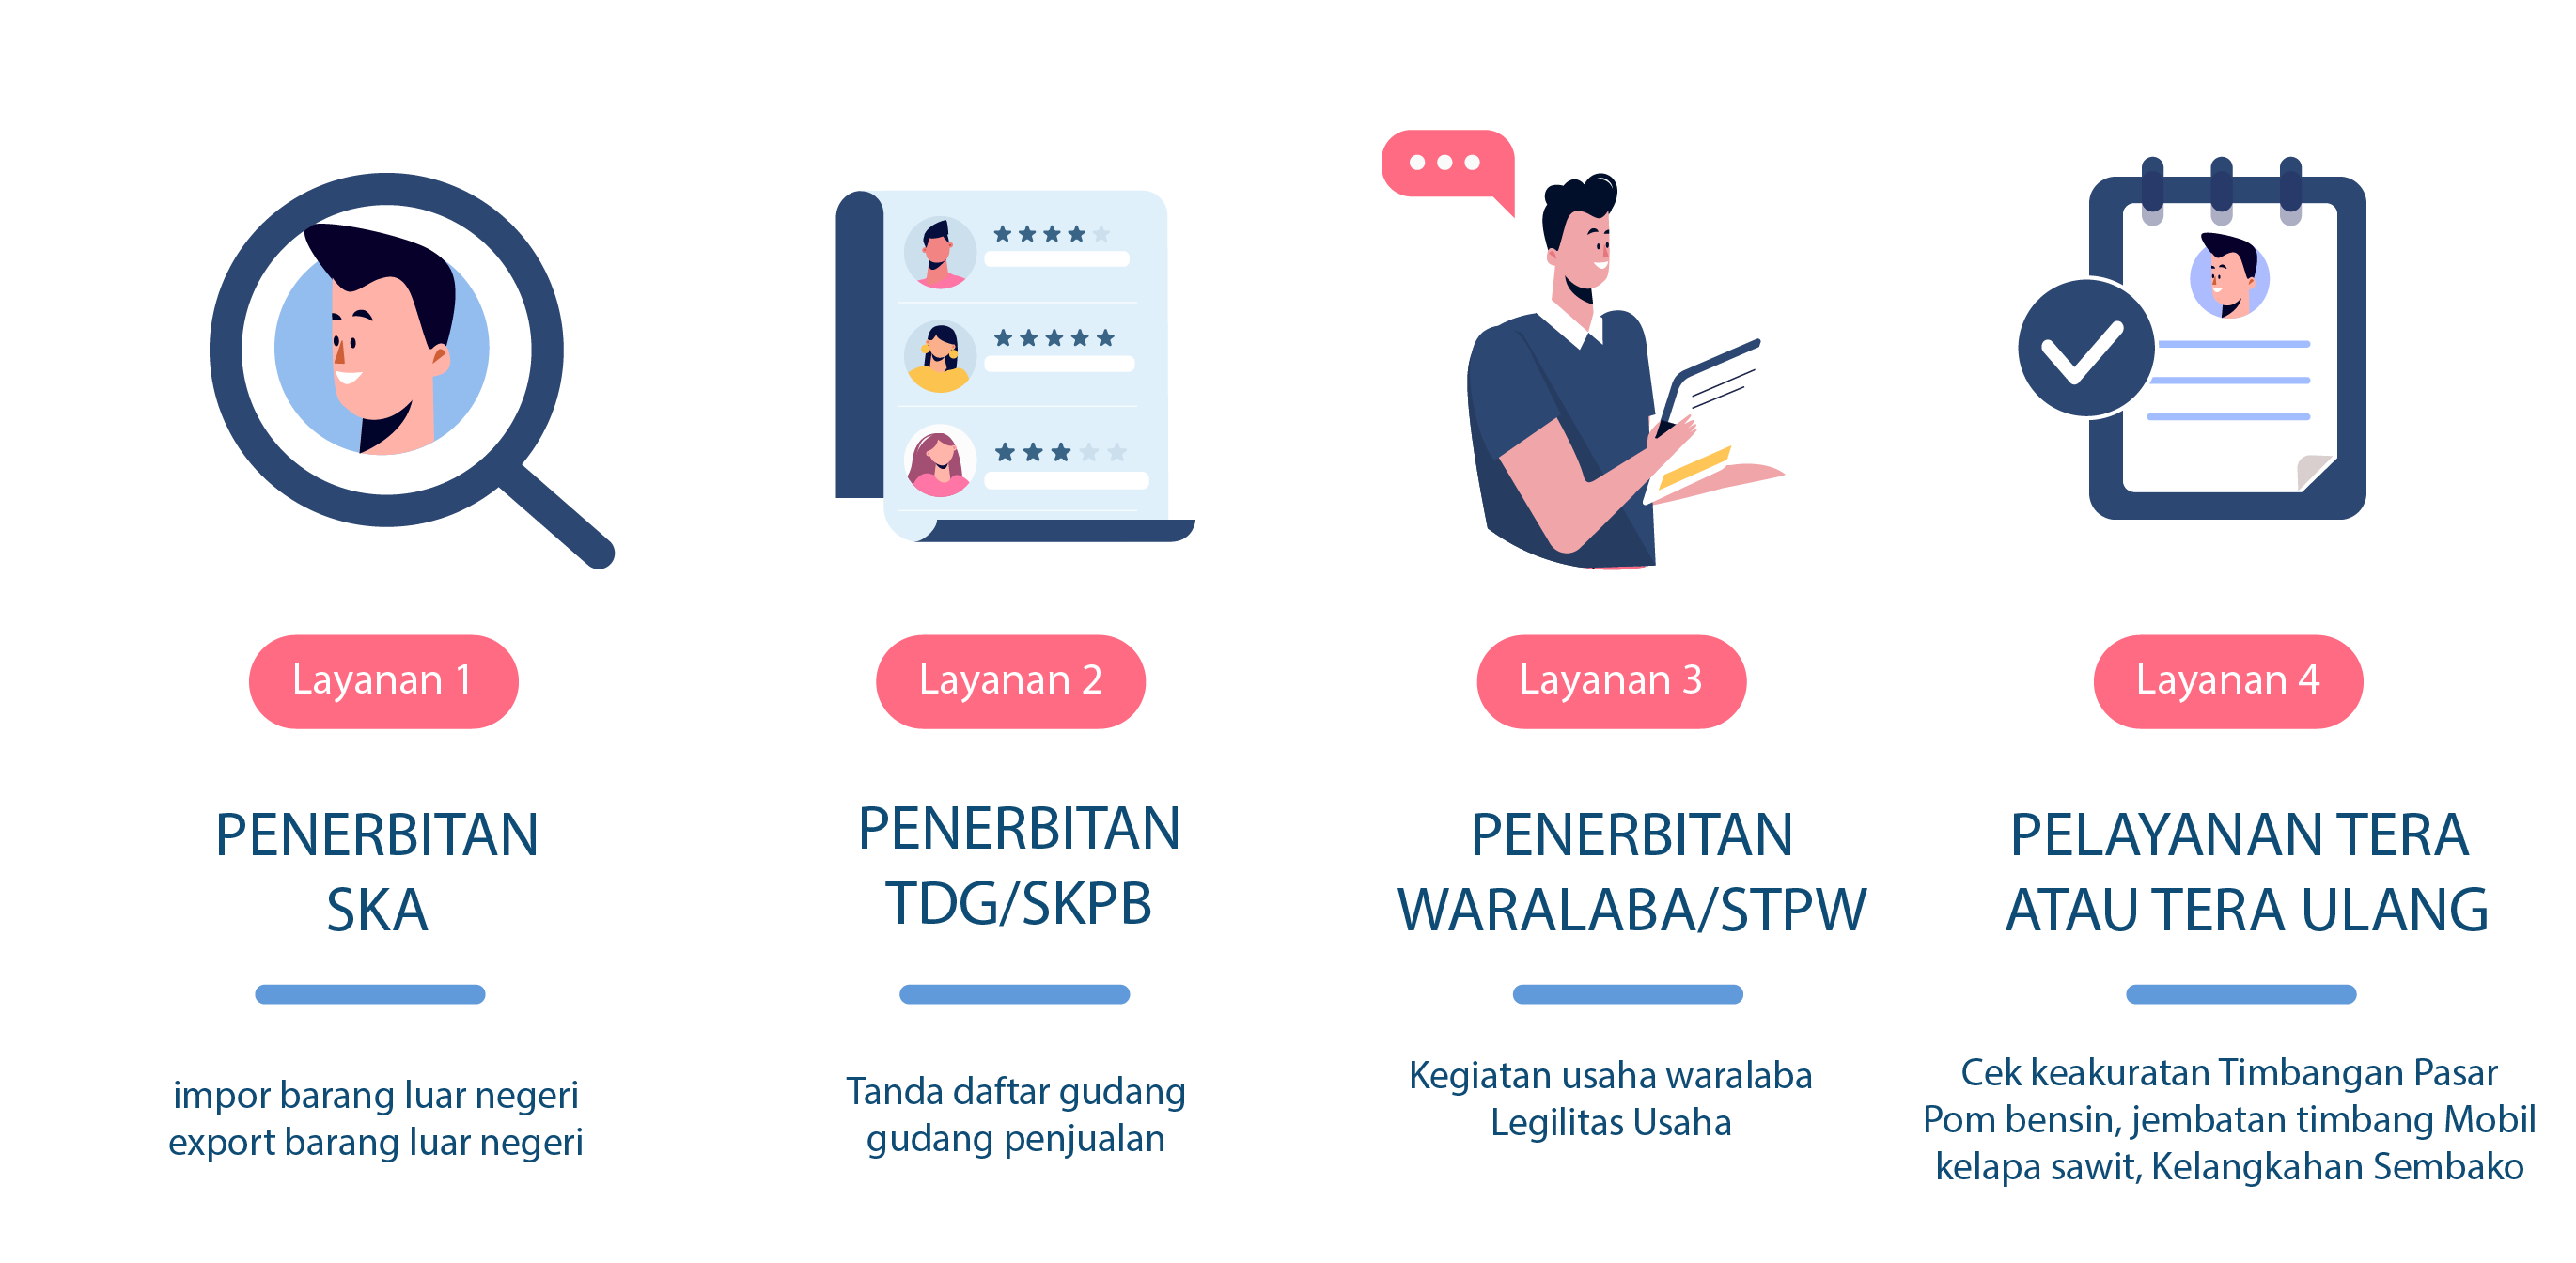 Layanan 1
PENERBITAN
SKA
impor barang luar negeri
export barang luar negeri
Layanan 2
PENERBITAN
TDG/SKPB
Tanda daftar gudang
gudang penjualan
Layanan 3
PENERBITAN
WARALABA/STPW
Kegiatan usaha waralaba
Legilitas Usaha
Layanan 4
PELAYANAN TERA
ATAU TERA ULANG
Cek keakuratan Timbangan Pasar
Pom bensin, jembatan timbang Mobil
kelapa sawit, Kelangkahan Sembako